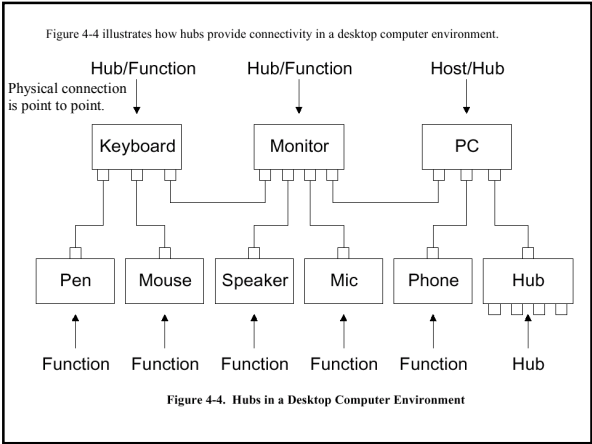 Figure 4-4 illustrates how hubs provide connectivity in a desktop computer environment.
Hub/Function
Hub/Function
Host/Hub
Physical connection
is point to point.
Keyboard
Monitor
PC
Pen
Mouse
Speaker
Mic
Phone
Hub
Function
Function
Function
Function
Function
Hub
Figure 4-4. Hubs in a Desktop Computer Environment